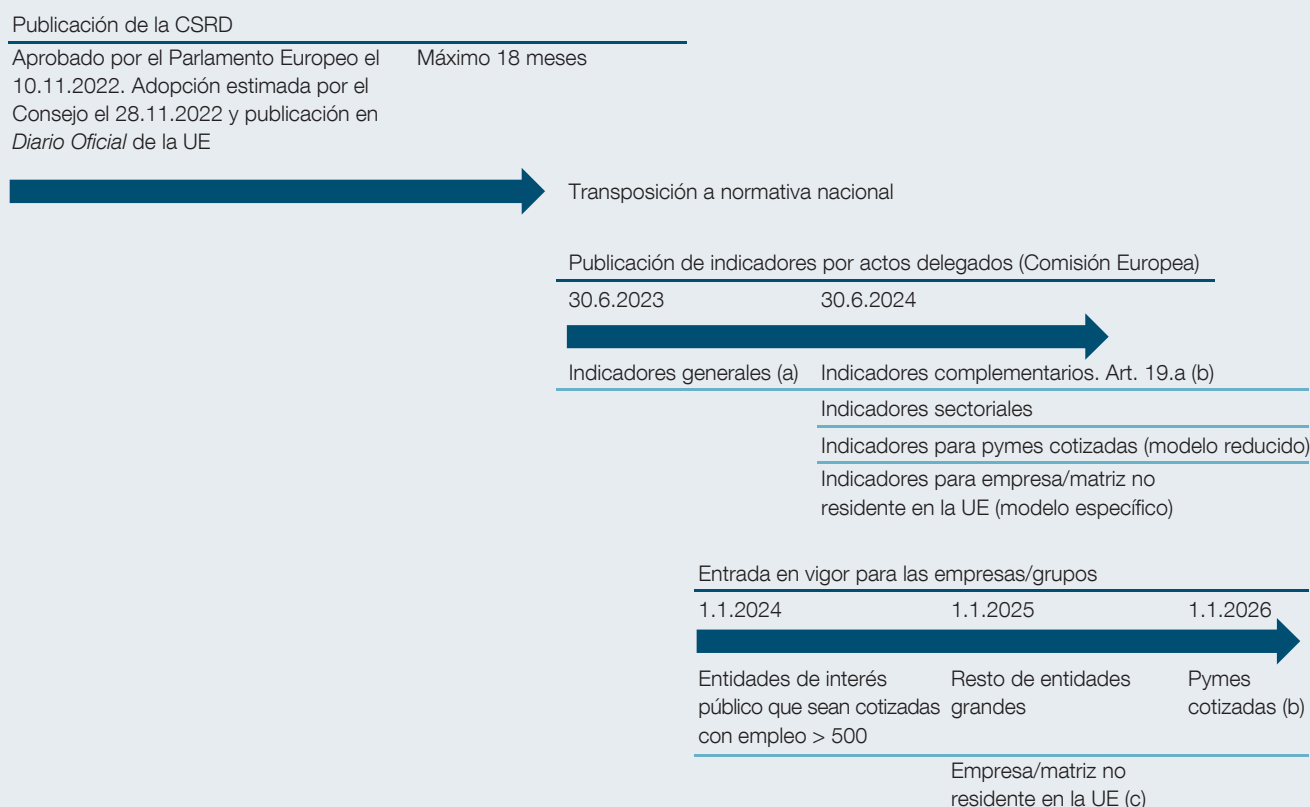 Publicación de la CSRD
Aprobado por el Parlamento Europeo el
10.11.2022. Adopción estimada por el
Consejo el 28.11.2022 y publicación en
Diario Oficial de la UE
Máximo 18 meses
Transposición a normativa nacional
Publicación de indicadores por actos delegados (Comisión Europea)
30.6.2023
30.6.2024
Indicadores generales (a)
Indicadores complementarios. Art. 19.a (b)
Indicadores sectoriales
Indicadores para pymes cotizadas (modelo reducido)
Indicadores para empresa/matriz no
residente en la UE (modelo específico)
Entrada en vigor para las empresas/grupos
1.1.2024
1.1.2025
1.1.2026
Entidades de interés
público que sean cotizadas
con empleo > 500
Resto de entidades
grandes
Pymes
cotizadas (b)
Empresa/matriz no
residente en la UE (c)